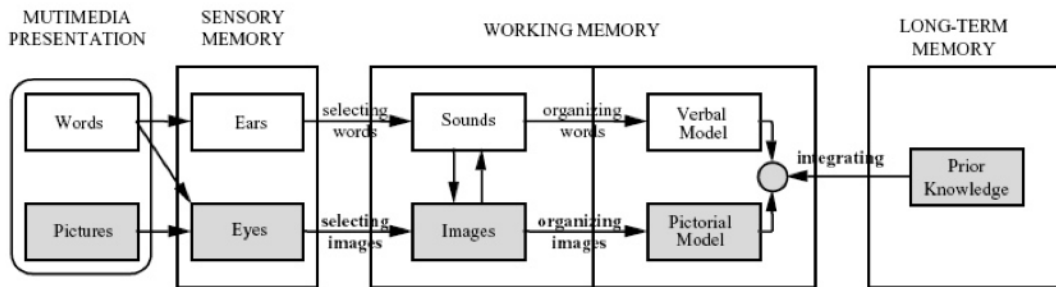 MUTIMEDIA
PRESENTATION
SENSORY
MEMORY
WORKING MEMORY
LONG-TERM
MEMORY
Words
Ears
selecting
words
Sounds
organizing
words
Verbal
Model
integrating
Prior
Knowledge
Pictures
Eyes
selecting
images
Images
organizing
images
Pictorial
Model